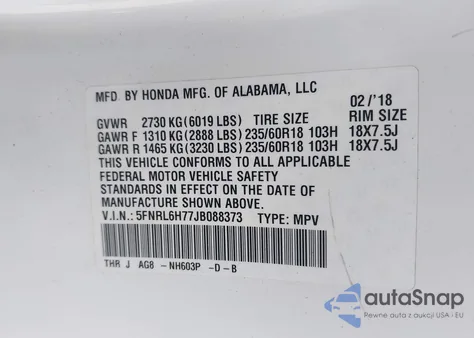 MFD. BY HONDA MFG. OF ALABAMA, LLC
02 /'18
GVWR 2730 KG (6019 LBS) TIRE SIZE RIM SIZE
GAWR F 1310 KG (2888 LBS) 235/60R18 103H 18X7.5J
GAWR R 1465 KG (3230 LBS) 235/60R18 103H 18X7.5J
THIS VEHICLE CONFORMS TO ALL APPLICABLE
FEDERAL MOTOR VEHICLE SAFETY
STANDARDS IN EFFECT ON THE DATE OF
MANUFACTURE SHOWN ABOVE.
V.I.N.: 5FNRL6H77JB088373 TYPE: MPV
THR J AG8 -NH603P -D-B
autoSnap
Pewne auta z aukcji USA i EU